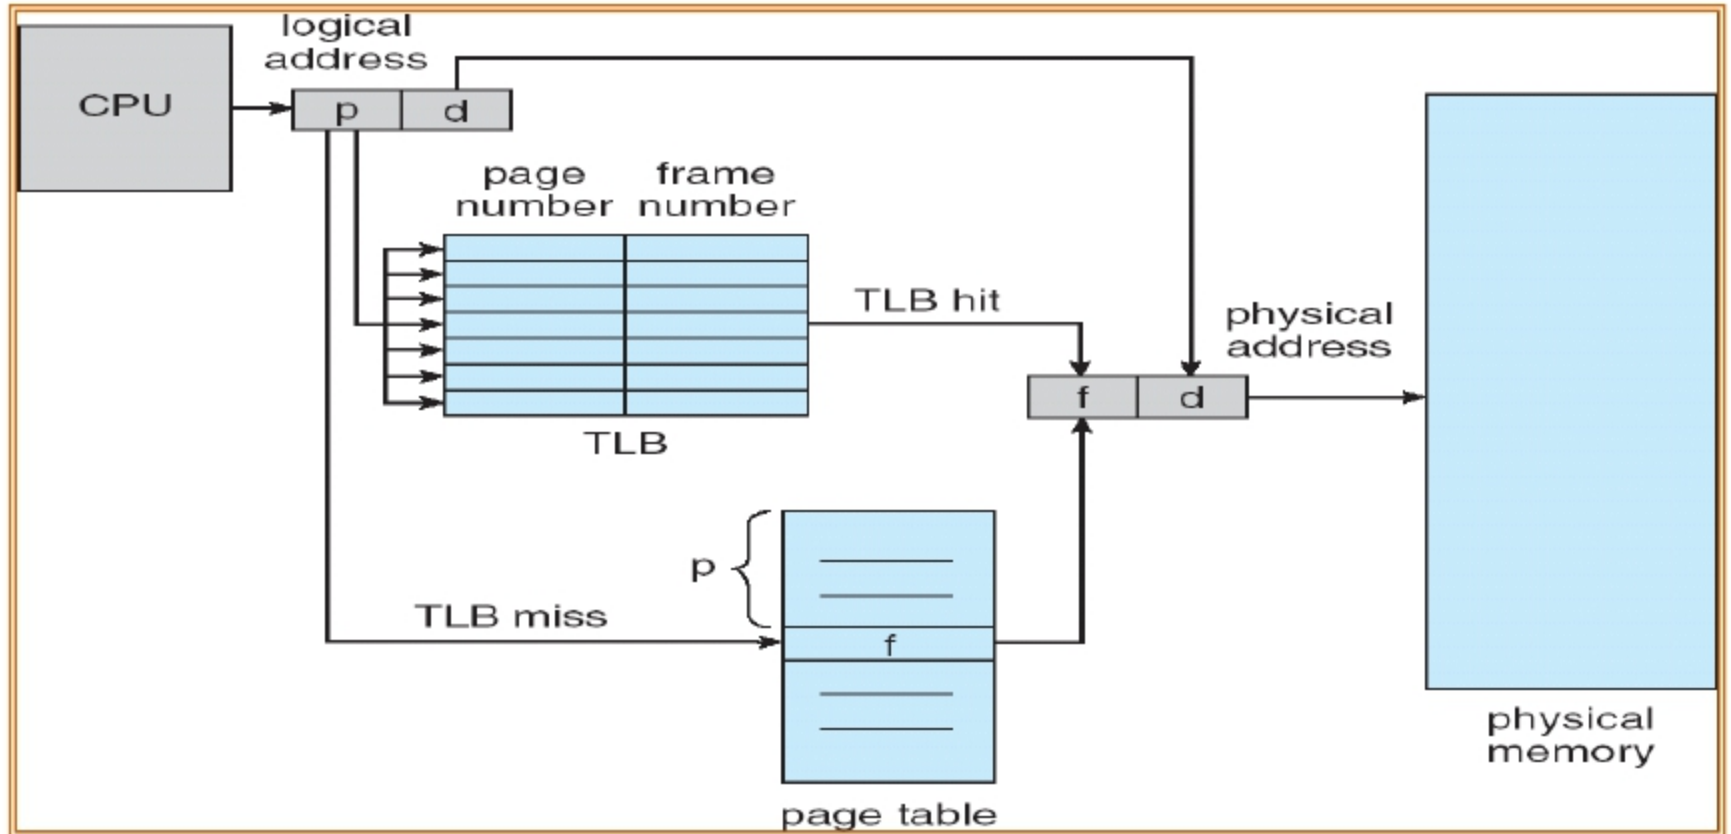 logical
address
CPU
p
d
page
number
frame
number
TLB hit
physical
address
f
d
TLB
p
TLB miss
f
physical
memory
page table